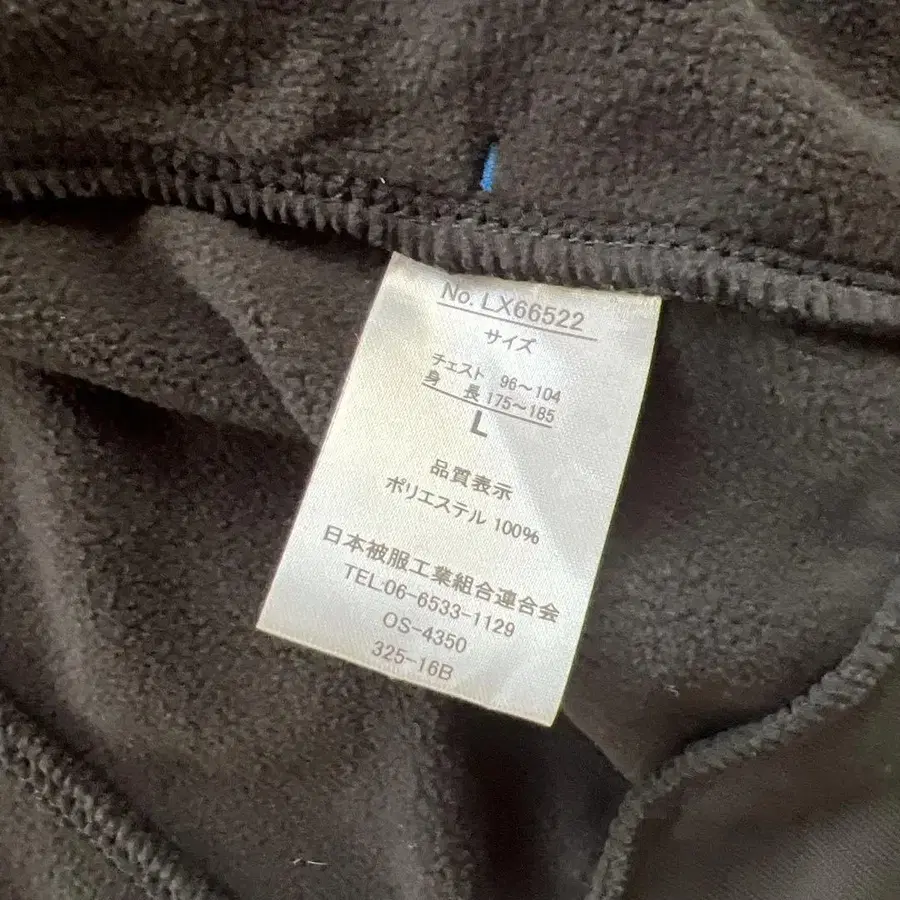 No. LX66522
サイズ
チェスト 96～104
身 長 175～185
L
品質表示
ポリエステル 100%
日本被服工業組合連合会
TEL:06-6533-1129
OS-4350
325-16B